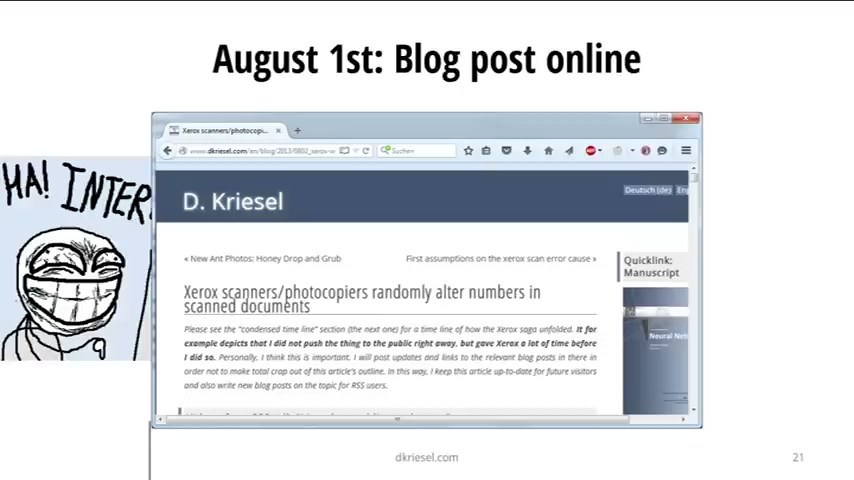 August 1st: Blog post online
Xerox scanners/photocopi...
www.dkriesel.com/en/blog/2013/0802_xerox-w
Suchen
HA! INTER
D. Kriesel
Deutsch (de)
Eng
« New Ant Photos: Honey Drop and Grub
First assumptions on the xerox scan error cause »
Quicklink:
Manuscript
Xerox scanners/photocopiers randomly alter numbers in
scanned documents
Please see the "condensed time line" section (the next one) for a time line of how the Xerox saga unfolded. It for
example depicts that I did not push the thing to the public right away, but gave Xerox a lot of time before
I did so. Personally, I think this is important. I will post updates and links to the relevant blog posts in there in
order not to make total crap out of this article's outline. In this way, I keep this article up-to-date for future visitors
and also write new blog posts on the topic for RSS users.
Neural Net
dkriesel.com
21